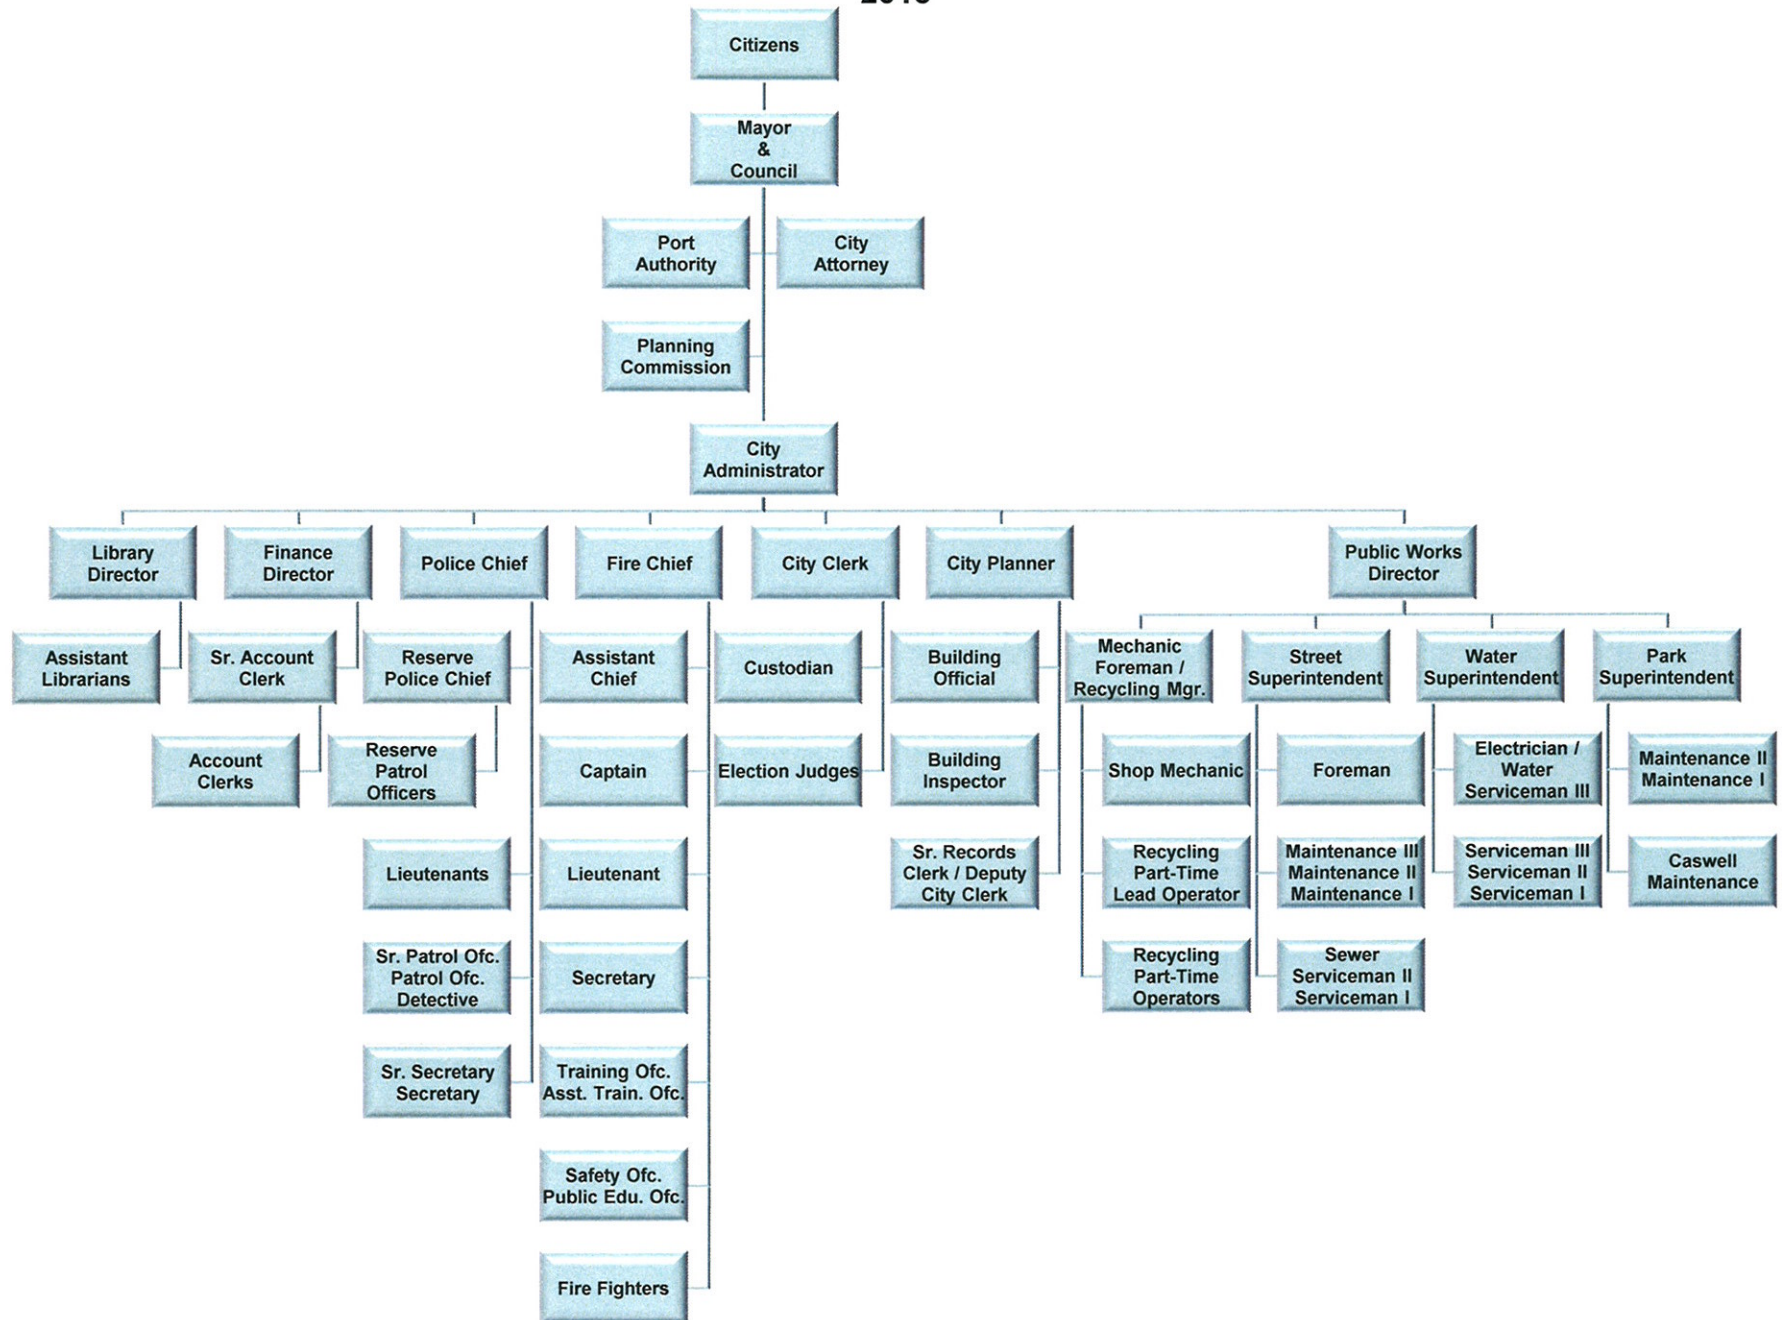 Citizens
Mayor
&
Council
Port
Authority
City
Attorney
Planning
Commission
City
Administrator
Library
Director
Finance
Director
Police Chief
Fire Chief
City Clerk
City Planner
Public Works
Director
Assistant
Librarians
Sr. Account
Clerk
Reserve
Police Chief
Assistant
Chief
Custodian
Building
Official
Mechanic
Foreman /
Recycling Mgr.
Street
Superintendent
Water
Superintendent
Park
Superintendent
Account
Clerks
Reserve
Patrol
Officers
Captain
Election Judges
Building
Inspector
Shop Mechanic
Foreman
Electrician /
Water
Serviceman III
Maintenance II
Maintenance I
Lieutenants
Lieutenant
Sr. Records
Clerk / Deputy
City Clerk
Recycling
Part-Time
Lead Operator
Maintenance III
Maintenance II
Maintenance I
Serviceman III
Serviceman II
Serviceman I
Caswell
Maintenance
Sr. Patrol Ofc.
Patrol Ofc.
Detective
Secretary
Recycling
Part-Time
Operators
Sewer
Serviceman II
Serviceman I
Sr. Secretary
Secretary
Training Ofc.
Asst. Train. Ofc.
Safety Ofc.
Public Edu. Ofc.
Fire Fighters